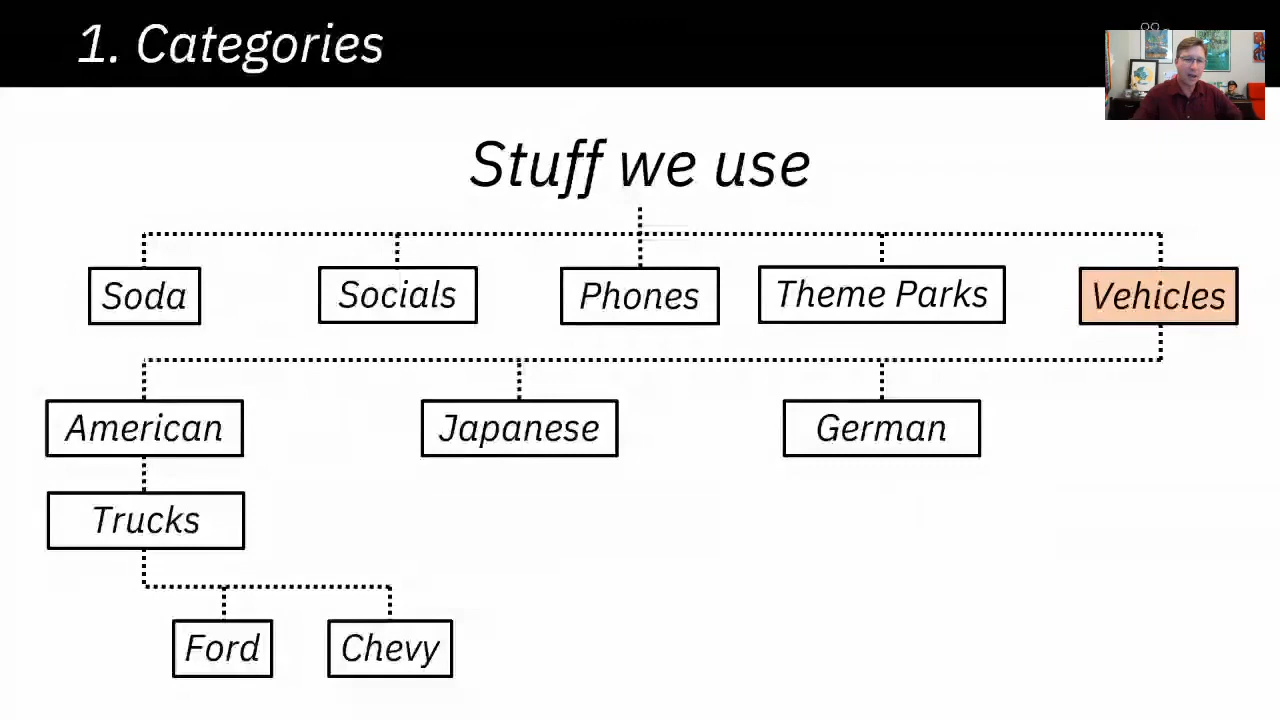 1. Categories
Stuff we use
Soda
Socials
Phones
Theme Parks
Vehicles
American
Japanese
German
Trucks
Ford
Chevy